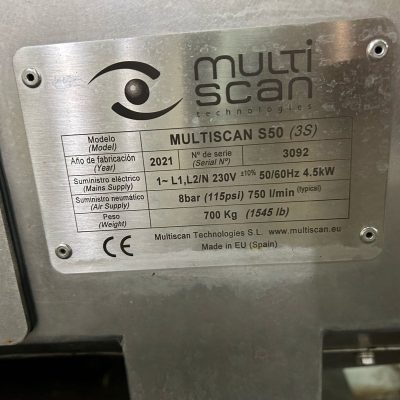 multi
scan
technologies
Modelo
(Model)
MULTISCAN S50 (3S)
Año de fabricación
(Year)
2021
Nº de serie
(Serial Nº)
3092
Suministro eléctrico
(Mains Supply)
1~ L1,L2/N 230V ±10% 50/60Hz 4.5kW
Suministro neumático
(Air Supply)
8bar (115psi) 750 l/min (typical)
Peso
(Weight)
700 Kg (1545 lb)
CE
Multiscan Technologies S.L. www.multiscan.eu
Made in EU (Spain)